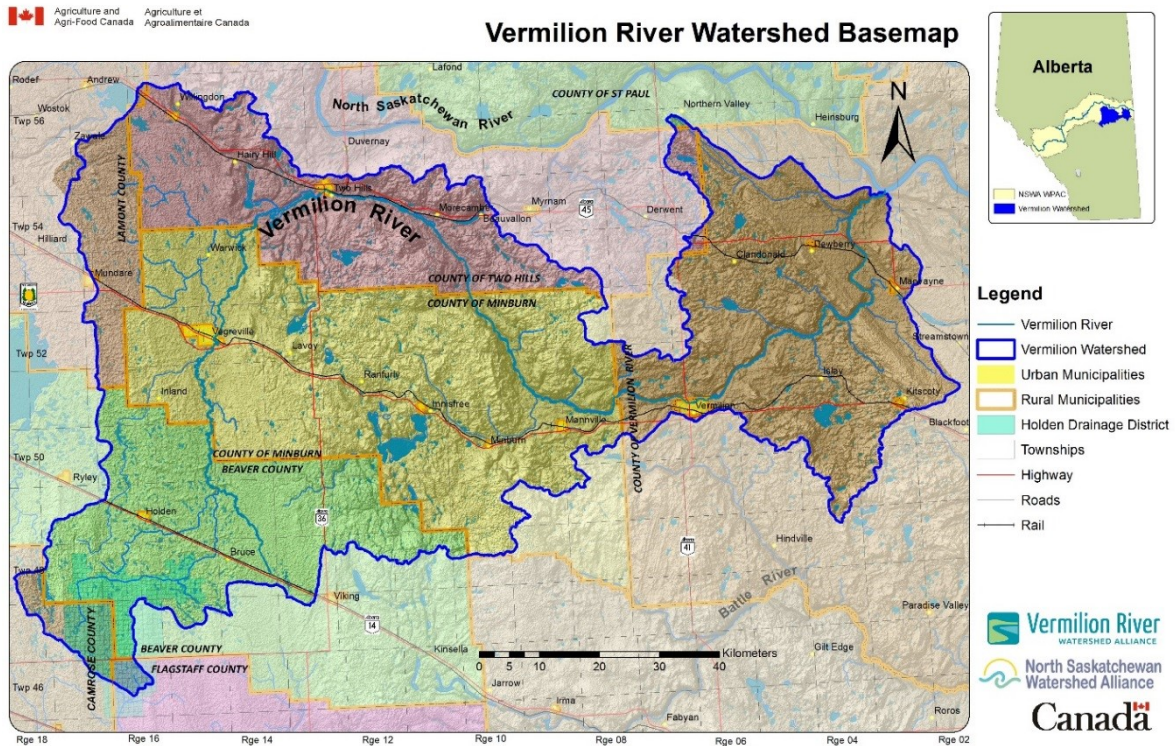 Agriculture and
Agri-Food Canada
Agriculture et
Agroalimentaire Canada
Vermilion River Watershed Basemap
Alberta
NSWA WPAC
Vermilion Watershed
Rodef
Andrew
Lafond
COUNTY OF ST PAUL
Wostok
Willingdon
North Saskatchewan
River
Northern Valley
Heinsburg
N
Twp 56
Zawale
Duvernay
Hairy Hill
Two Hills
Morecambe
Beauvallon
Myrnam
45
Derwent
LAMONT COUNTY
Vermilion River
Twp 54
Hilliard
Warwick
Clandonald
Dewberry
Mundare
COUNTY OF TWO HILLS
COUNTY OF MINBURN
Marwayne
Vegreville
Lavoy
Streamstown
Twp 52
Inland
Ranfurly
Innisfree
COUNTY OF VERMILION RIVER
Islay
Kitscoty
Mannville
Vermilion
Blackfoot
Minburn
COUNTY OF MINBURN
BEAVER COUNTY
Twp 50
Ryley
Holden
36
Bruce
41
Hindville
Twp 48
Viking
Battle River
Paradise Valley
14
CAMROSE COUNTY
BEAVER COUNTY
FLAGSTAFF COUNTY
Kinsella
Gilt Edge
Kilometers
0 5 10 20 30 40
Twp 46
Jarrow
Irma
Fabyan
Roros
Rge 18
Rge 16
Rge 14
Rge 12
Rge 10
Rge 08
Rge 06
Rge 04
Rge 02
Legend
Vermilion River
Vermilion Watershed
Urban Municipalities
Rural Municipalities
Holden Drainage District
Townships
Highway
Roads
Rail
Vermilion River
WATERSHED ALLIANCE
North Saskatchewan
Watershed Alliance
Canada